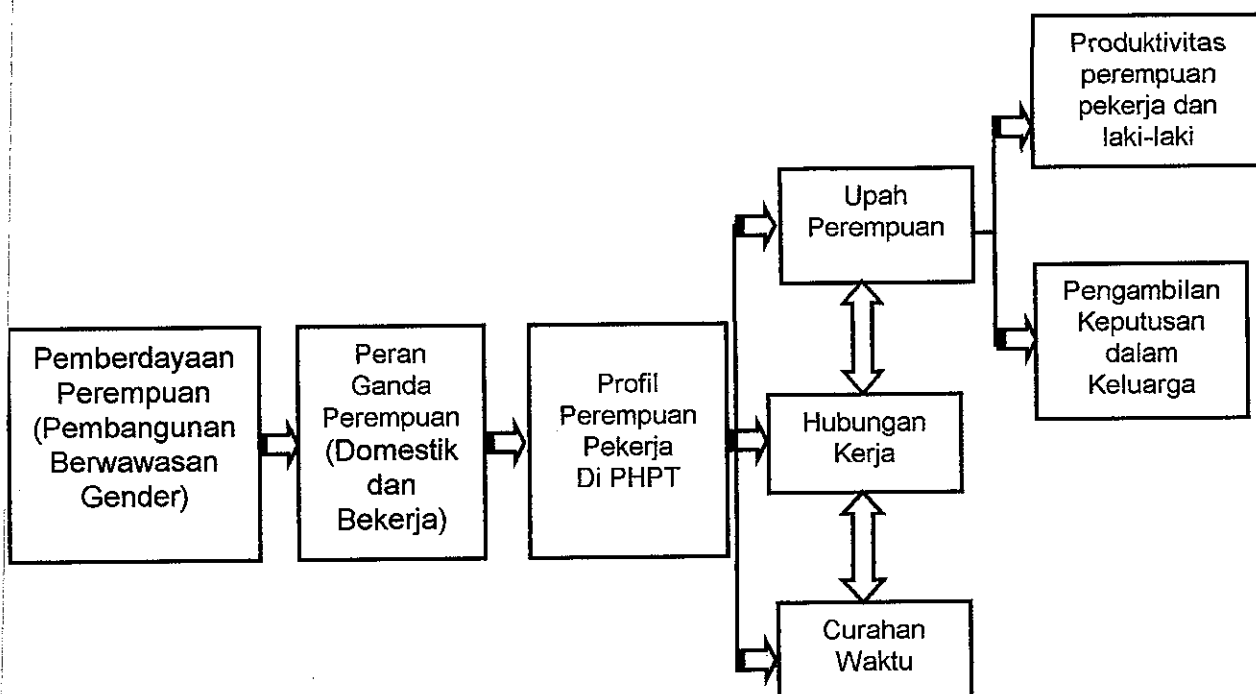 Pemberdayaan
Perempuan
(Pembangunan
Berwawasan
Gender)
Peran
Ganda
Perempuan
(Domestik
dan
Bekerja)
Profil
Perempuan
Pekerja
Di PHPT
Upah
Perempuan
Hubungan
Kerja
Curahan
Waktu
Produktivitas
perempuan
pekerja dan
laki-laki
Pengambilan
Keputusan
dalam
Keluarga